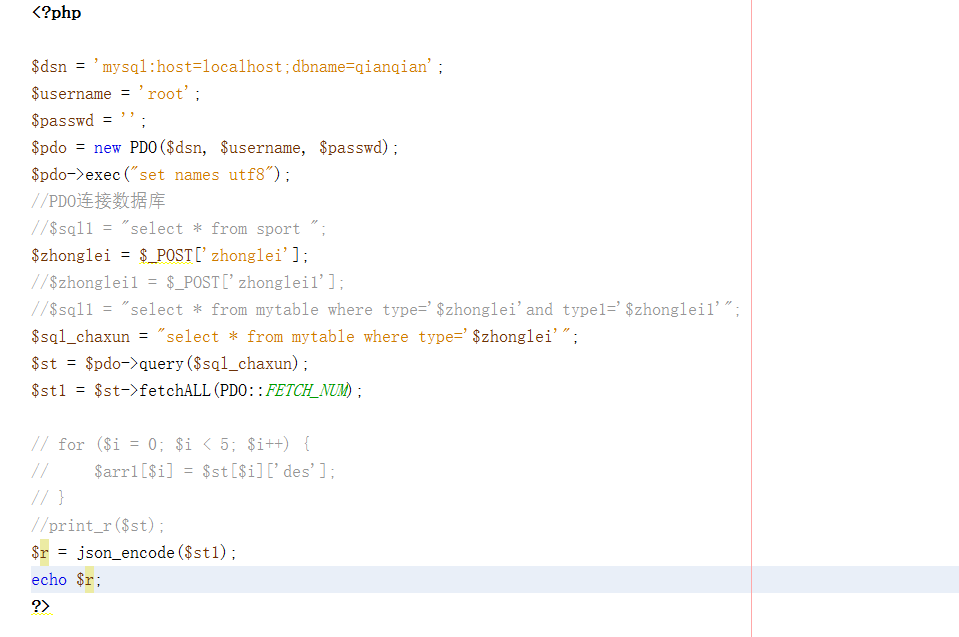 <?php
$dsn = 'mysql:host=localhost;dbname=qianqian';
$username = 'root';
$passwd = '';
$pdo = new PDO($dsn, $username, $passwd);
$pdo->exec("set names utf8");
//PDO连接数据库
//$sql1 = "select * from sport ";
$zhonglei = $_POST['zhonglei'];
//$zhonglei1 = $_POST['zhonglei1'];
//$sql1 = "select * from mytable where type='$zhonglei'and type1='$zhonglei1'";
$sql_chaxun = "select * from mytable where type='$zhonglei'";
$st = $pdo->query($sql_chaxun);
$st1 = $st->fetchALL(PDO::FETCH_NUM);
// for ($i = 0; $i < 5; $i++) {
//     $arr1[$i] = $st[$i]['des'];
// }
//print_r($st);
$r = json_encode($st1);
echo $r;
?>